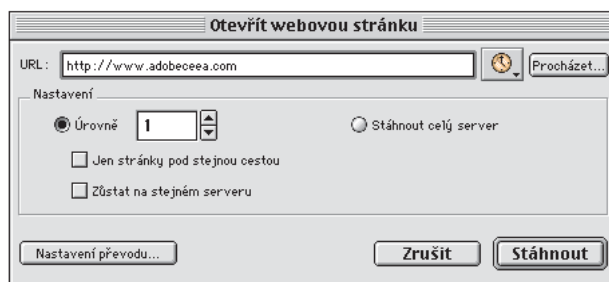 Otevřít webovou stránku
URL: http://www.adobeceea.com Procházet...
Nastavení
Úrovně 1 Stáhnout celý server
Jen stránky pod stejnou cestou
Zůstat na stejném serveru
Nastavení převodu... Zrušit Stáhnout